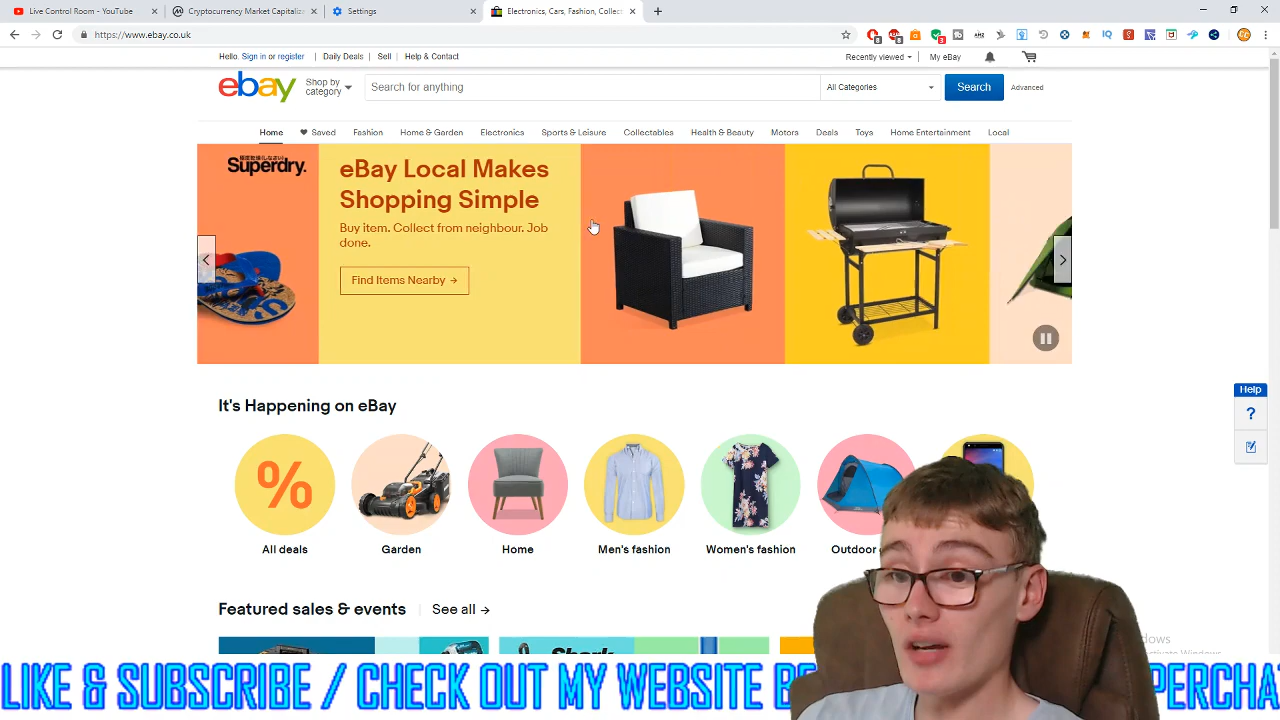 Live Control Room - YouTube
Cryptocurrency Market Capitaliza
Settings
Electronics, Cars, Fashion, Collect
https://www.ebay.co.uk
Hello. Sign in or register
Daily Deals
Sell
Help & Contact
Recently viewed
My eBay
ebay
Shop by
category
Search for anything
All Categories
Search
Advanced
Home
Saved
Fashion
Home & Garden
Electronics
Sports & Leisure
Collectables
Health & Beauty
Motors
Deals
Toys
Home Entertainment
Local
Superdry.
eBay Local Makes
Shopping Simple
Buy item. Collect from neighbour. Job
done.
Find Items Nearby →
Help
?
It's Happening on eBay
%
All deals
Garden
Home
Men's fashion
Women's fashion
Outdoor
Featured sales & events
See all →
Shark
LIKE & SUBSCRIBE / CHECK OUT MY WEBSITE